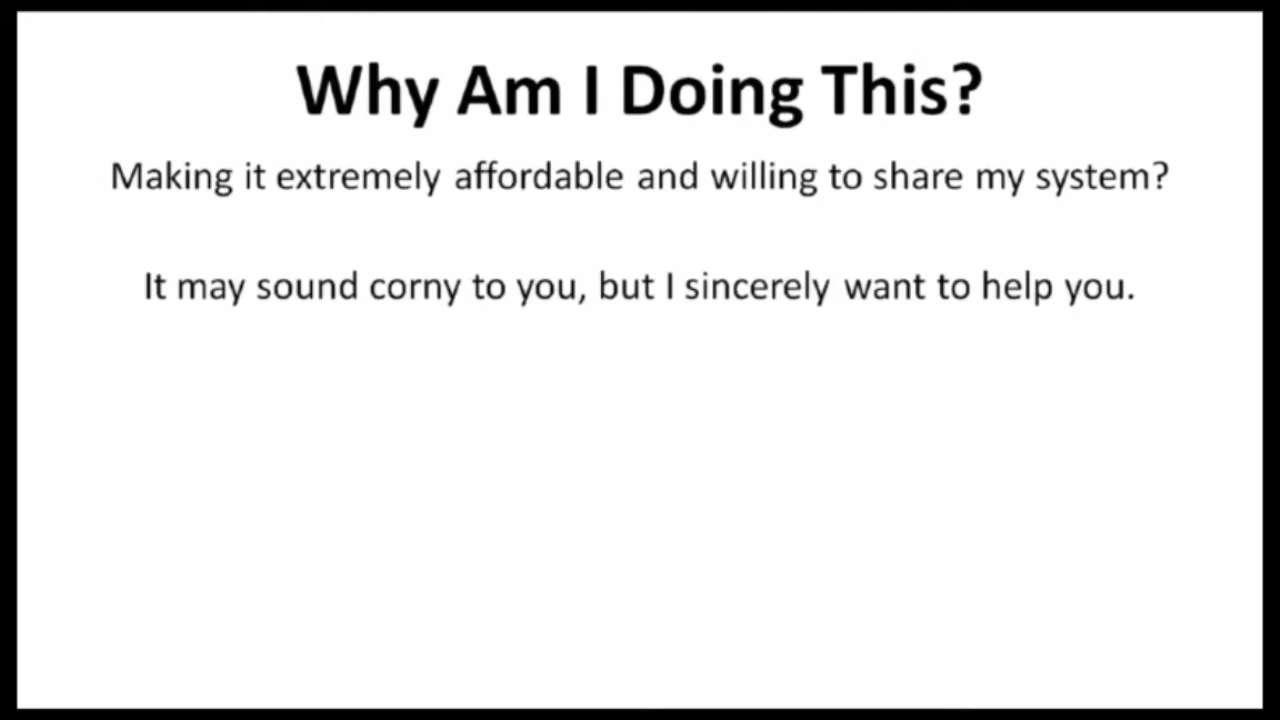 Why Am I Doing This?
Making it extremely affordable and willing to share my system?
It may sound corny to you, but I sincerely want to help you.